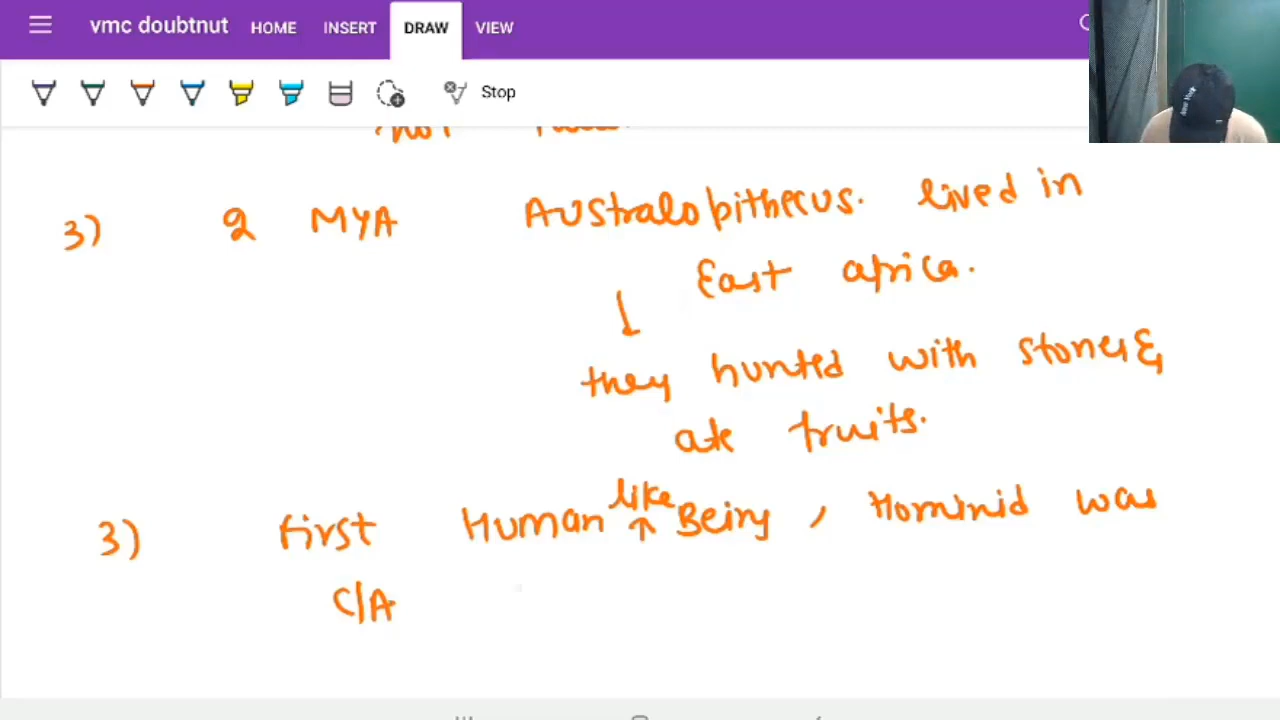 vmc doubtnut HOME INSERT DRAW VIEW
Stop
not
3) 2 MYA Australopithecus. lived in
East africa.
they hunted with stones &
ate fruits.
like
3) First Human Being, Hominid was
C/A